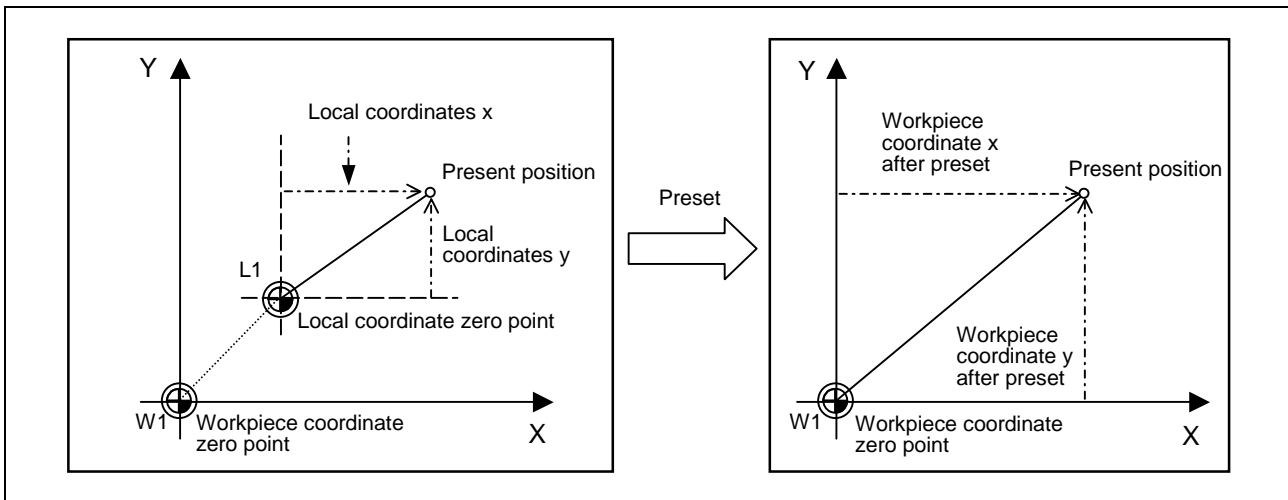 Y
Local coordinates x
Present position
Local
coordinates y
L1
Local coordinate zero point
W1
Workpiece coordinate
zero point
X
Preset
Y
Workpiece
coordinate x
after preset
Present position
Workpiece
coordinate y
after preset
W1
Workpiece coordinate
zero point
X